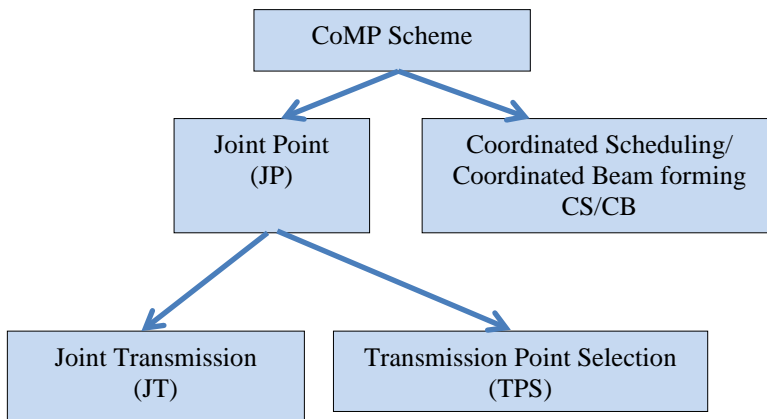 CoMP Scheme
Joint Point
(JP)
Coordinated Scheduling/
Coordinated Beam forming
CS/CB
Joint Transmission
(JT)
Transmission Point Selection
(TPS)